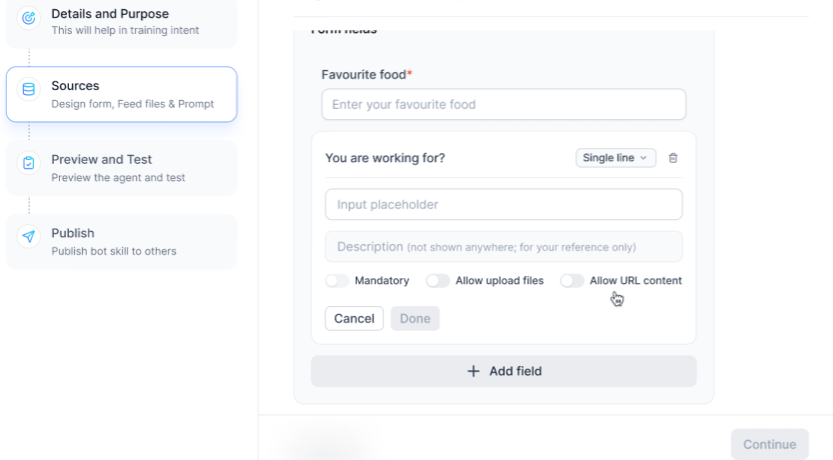 Details and Purpose
This will help in training intent
Sources
Design form, Feed files & Prompt
Preview and Test
Preview the agent and test
Publish
Publish bot skill to others
Form fields
Favourite food*
Enter your favourite food
You are working for?
Single line
Input placeholder
Description (not shown anywhere; for your reference only)
Mandatory
Allow upload files
Allow URL content
Cancel
Done
+ Add field
Continue